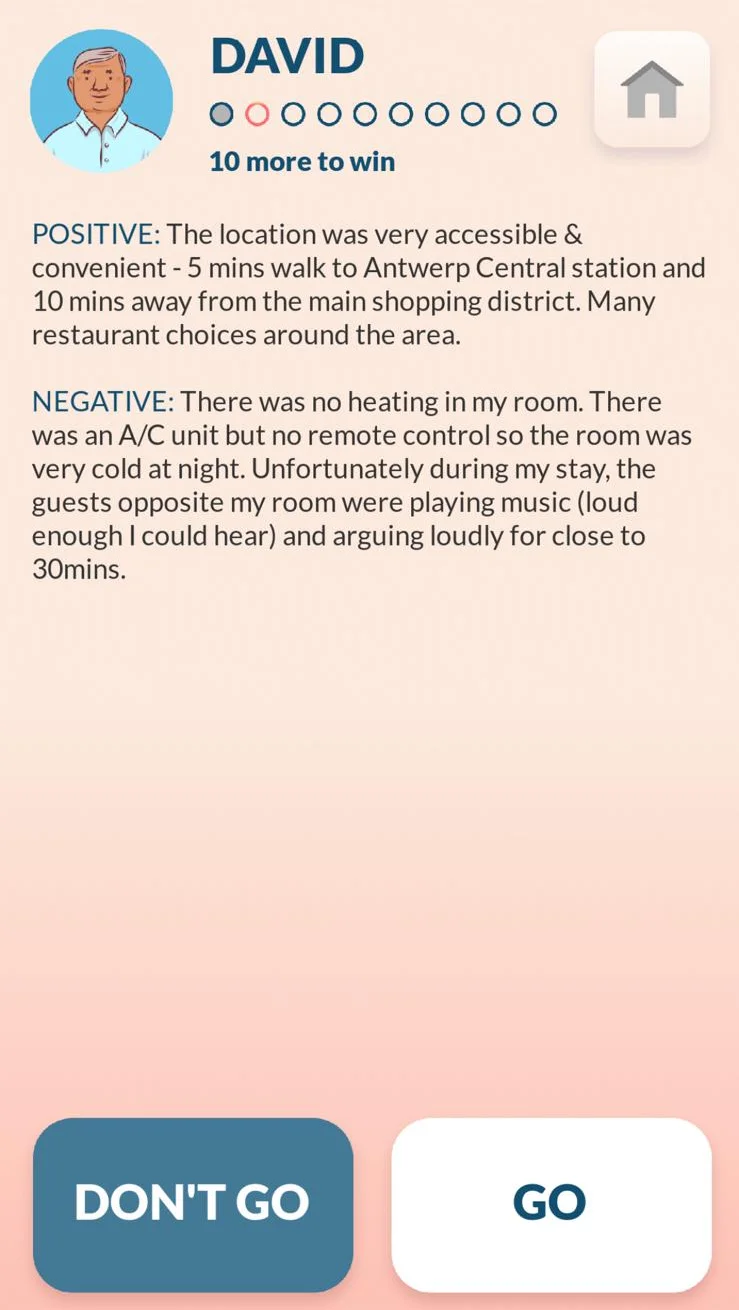 DAVID
10 more to win
POSITIVE: The location was very accessible &
convenient - 5 mins walk to Antwerp Central station and
10 mins away from the main shopping district. Many
restaurant choices around the area.
NEGATIVE: There was no heating in my room. There
was an A/C unit but no remote control so the room was
very cold at night. Unfortunately during my stay, the
guests opposite my room were playing music (loud
enough I could hear) and arguing loudly for close to
30mins.
DON'T GO
GO